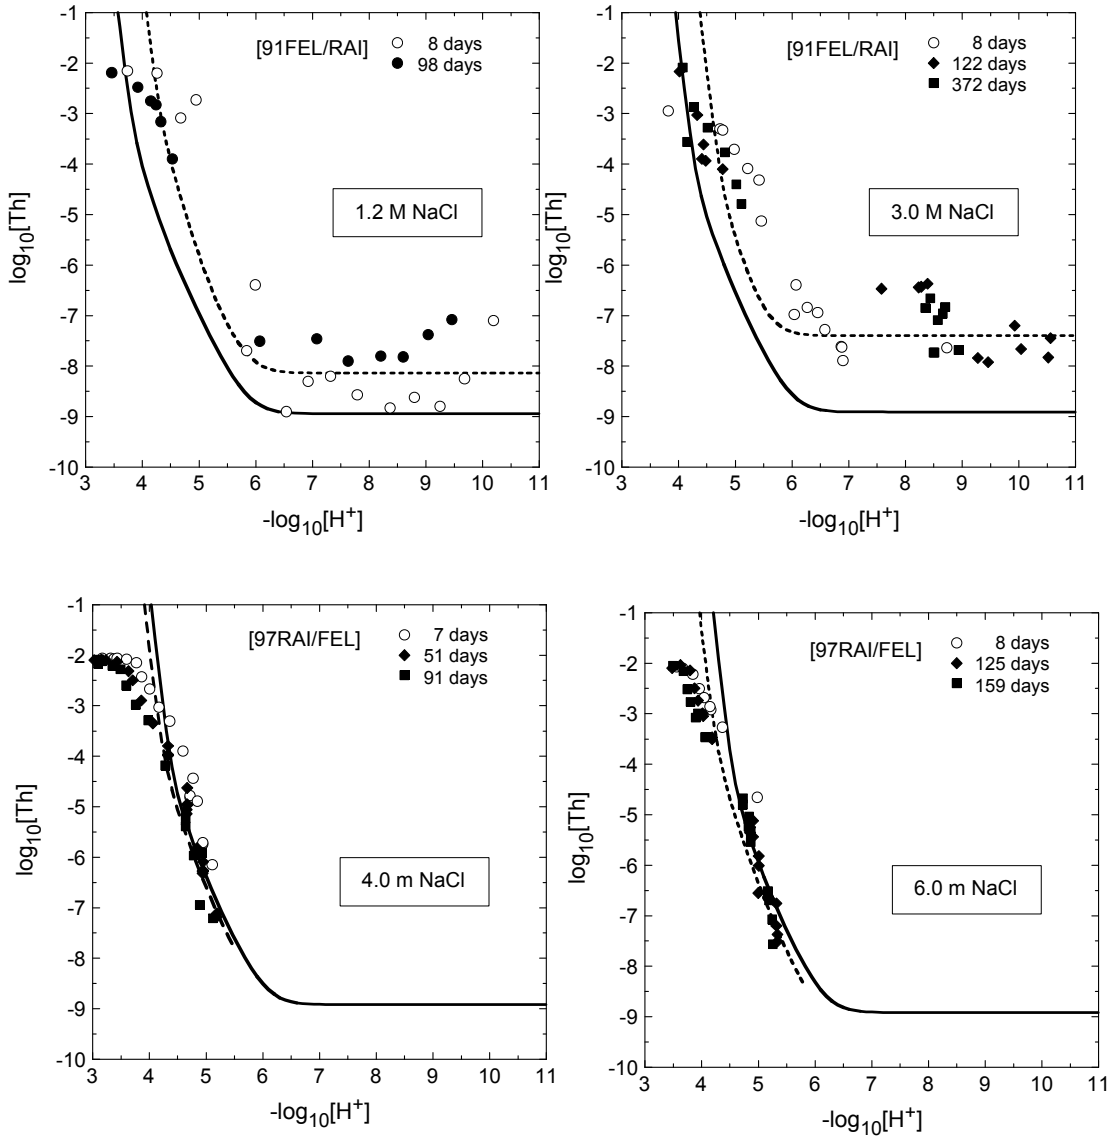 -1
-2
-3
-4
-5
-6
-7
-8
-9
-10
log10[Th]
[91FEL/RAI]
8 days
98 days
1.2 M NaCl
3 4 5 6 7 8 9 10 11
-log10[H+]
-1
-2
-3
-4
-5
-6
-7
-8
-9
-10
log10[Th]
[91FEL/RAI]
8 days
122 days
372 days
3.0 M NaCl
3 4 5 6 7 8 9 10 11
-log10[H+]
-1
-2
-3
-4
-5
-6
-7
-8
-9
-10
log10[Th]
[97RAI/FEL]
7 days
51 days
91 days
4.0 m NaCl
3 4 5 6 7 8 9 10 11
-log10[H+]
-1
-2
-3
-4
-5
-6
-7
-8
-9
-10
log10[Th]
[97RAI/FEL]
8 days
125 days
159 days
6.0 m NaCl
3 4 5 6 7 8 9 10 11
-log10[H+]